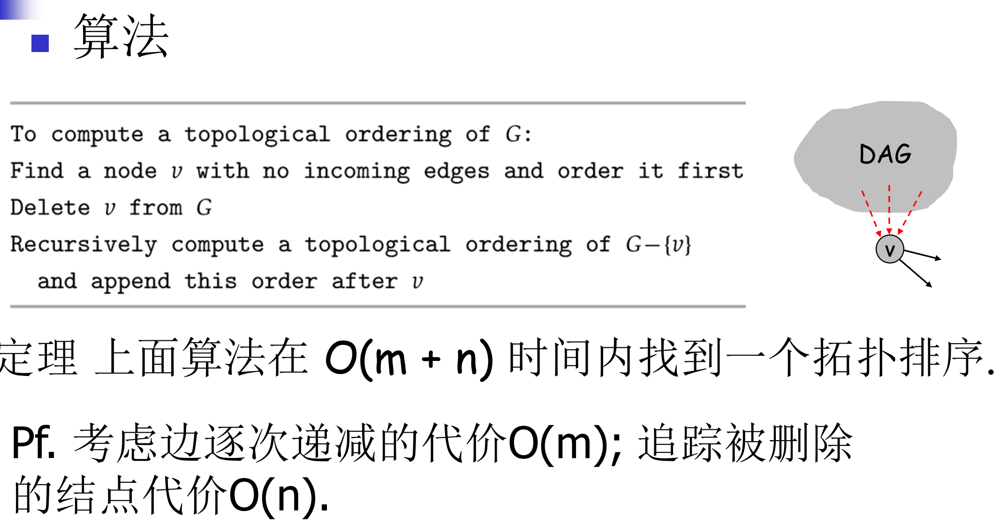 算法
To compute a topological ordering of G:
Find a node v with no incoming edges and order it first
Delete v from G
Recursively compute a topological ordering of G−{v}
and append this order after v
DAG
v
定理 上面算法在 O(m + n) 时间内找到一个拓扑排序.
Pf. 考虑边逐次递减的代价O(m); 追踪被删除
的结点代价O(n).